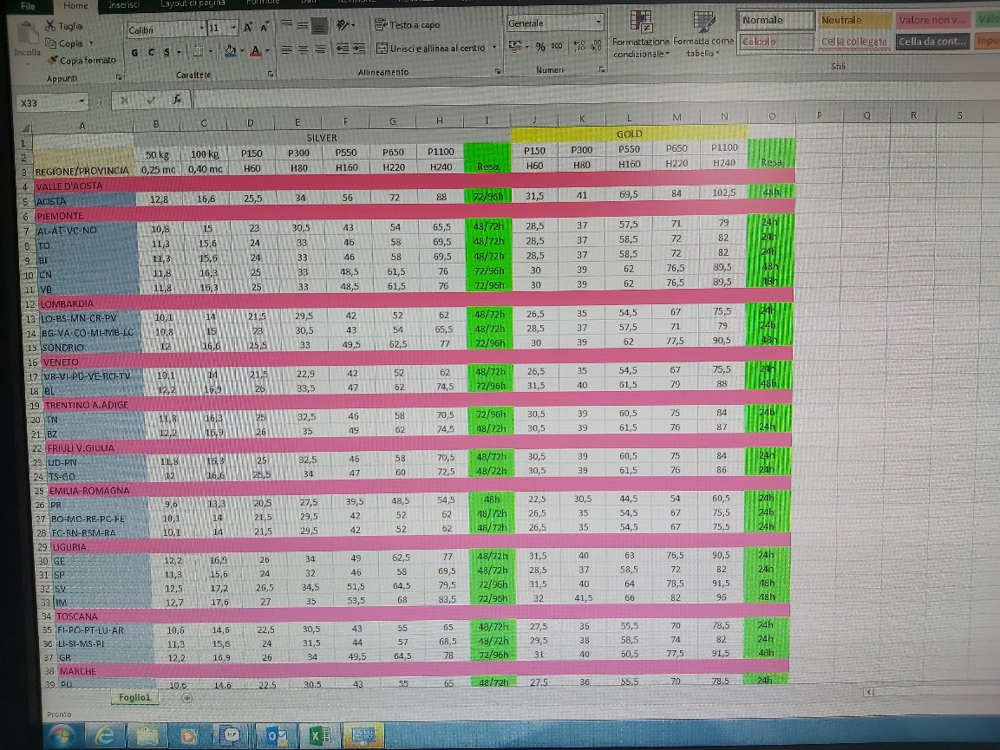 File Home Inserisci Layout di pagina Formule Dati
Incolla Taglia Copia Copia formato Appunti
Calibri 11 A A G C S A Carattere
Testo a capo Unisci e allinea al centro Allineamento
Generale % 000 Numeri
Formattazione condizionale Formatta come tabella
Normale Neutrale Valore non v...
Calcolo Cella collegata Cella da cont... Input
Stili
X33 fx
A B C D E F G H I J K L M N O P Q R S
1 SILVER GOLD
2 50 kg 100 kg P150 P300 P550 P650 P1100 P150 P300 P550 P650 P1100
3 REGIONE/PROVINCIA 0,25 mc 0,40 mc H60 H80 H160 H220 H240 Resa H60 H80 H160 H220 H240 Resa
4 VALLE D'AOSTA
5 AOSTA 12,8 16,6 25,5 34 56 72 88 72/96h 31,5 41 69,5 84 102,5 48h
6 PIEMONTE
7 AL-AT-VC-NO 10,8 15 23 30,5 43 54 65,5 48/72h 28,5 37 57,5 71 79 24h
8 TO 11,3 15,6 24 33 46 58 69,5 48/72h 28,5 37 58,5 72 82 24h
9 BI 11,3 15,6 24 33 46 58 69,5 48/72h 28,5 37 58,5 72 82 24h
10 CN 11,8 16,3 25 33 48,5 61,5 76 72/96h 30 39 62 76,5 89,5 48h
11 VB 11,8 16,3 25 33 48,5 61,5 76 72/96h 30 39 62 76,5 89,5 48h
12 LOMBARDIA
13 LO-BS-MN-CR-PV 10,1 14 21,5 29,5 42 52 62 48/72h 26,5 35 54,5 67 75,5 24h
14 BG-VA-CO-MI-MB-LC 10,8 15 23 30,5 43 54 65,5 48/72h 28,5 37 57,5 71 79 24h
15 SONDRIO 12 16,6 25,5 33 49,5 62,5 77 72/96h 30 39 62 77,5 90,5 48h
16 VENETO
17 VR-VI-PD-VE-RO-TV 10,1 14 21,5 22,9 42 52 62 48/72h 26,5 35 54,5 67 75,5 24h
18 BL 12,2 16,9 26 33,5 47 62 74,5 72/96h 31,5 40 61,5 79 88 48h
19 TRENTINO A.ADIGE
20 TN 11,8 16,3 25 32,5 46 58 70,5 72/96h 30,5 39 60,5 75 84 24h
21 BZ 12,2 16,9 26 35 49 62 74,5 48/72h 30,5 39 61,5 76 87 24h
22 FRIULI V.GIULIA
23 UD-PN 11,8 16,3 25 32,5 46 58 70,5 48/72h 30,5 39 60,5 75 84 24h
24 TS-GO 12 16,6 25,5 34 47 60 72,5 48/72h 30,5 39 61,5 76 86 24h
25 EMILIA-ROMAGNA
26 PR 9,6 13,3 20,5 27,5 39,5 48,5 54,5 48h 22,5 30,5 44,5 54 60,5 24h
27 BO-MO-RE-PC-FE 10,1 14 21,5 29,5 42 52 62 48/72h 26,5 35 54,5 67 75,5 24h
28 FC-RN-RSM-RA 10,1 14 21,5 29,5 42 52 62 48/72h 26,5 35 54,5 67 75,5 24h
29 LIGURIA
30 GE 12,2 16,9 26 34 49 62,5 77 48/72h 31,5 40 63 76,5 90,5 24h
31 SP 11,3 15,6 24 32 46 58 69,5 48/72h 28,5 37 58,5 72 82 24h
32 SV 12,5 17,2 26,5 34,5 51,5 64,5 79,5 72/96h 31,5 40 64 78,5 91,5 48h
33 IM 12,7 17,6 27 35 53,5 68 83,5 72/96h 32 41,5 66 82 96 48h
34 TOSCANA
35 FI-PO-PT-LU-AR 10,6 14,6 22,5 30,5 43 55 65 48/72h 27,5 36 55,5 70 78,5 24h
36 LI-SI-MS-PI 11,3 15,6 24 31,5 44 57 68,5 48/72h 29,5 38 58,5 74 82 24h
37 GR 12,2 16,9 26 34 49,5 64,5 78 72/96h 31 40 60,5 77,5 91,5 48h
38 MARCHE
39 PU 10,6 14,6 22,5 30,5 43 55 65 48/72h 27,5 36 55,5 70 78,5 24h
Foglio1
Pronto